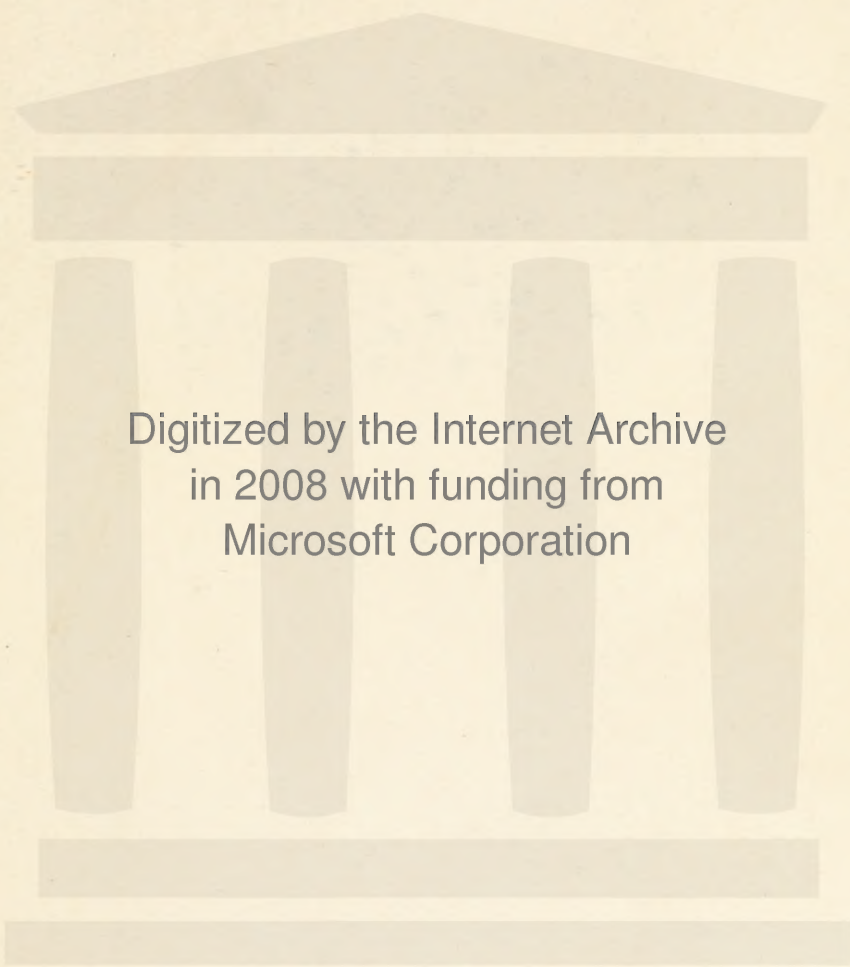 Digitized by the Internet Archive
in 2008 with funding from
Microsoft Corporation